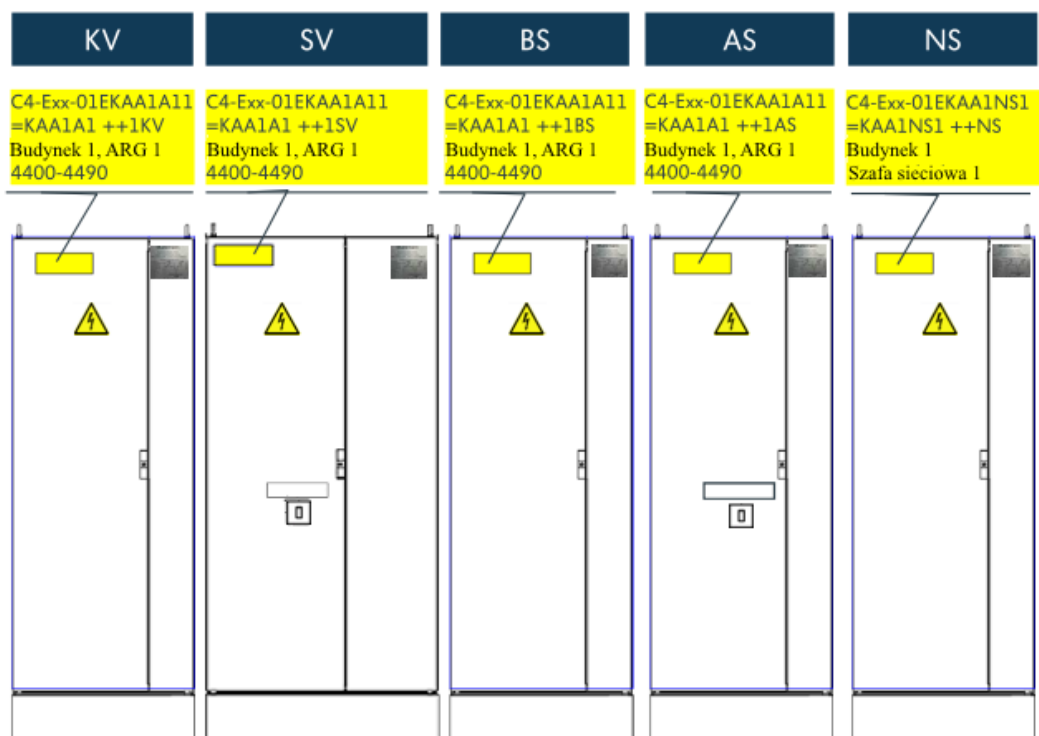 KV
SV
BS
AS
NS
C4-Exx-01EKAA1A11
=KAA1A1 ++1KV
Budynek 1, ARG 1
4400-4490
C4-Exx-01EKAA1A11
=KAA1A1 ++1SV
Budynek 1, ARG 1
4400-4490
C4-Exx-01EKAA1A11
=KAA1A1 ++1BS
Budynek 1, ARG 1
4400-4490
C4-Exx-01EKAA1A11
=KAA1A1 ++1AS
Budynek 1, ARG 1
4400-4490
C4-Exx-01EKAA1NS1
=KAA1NS1 ++NS
Budynek 1
Szafa sieciowa 1